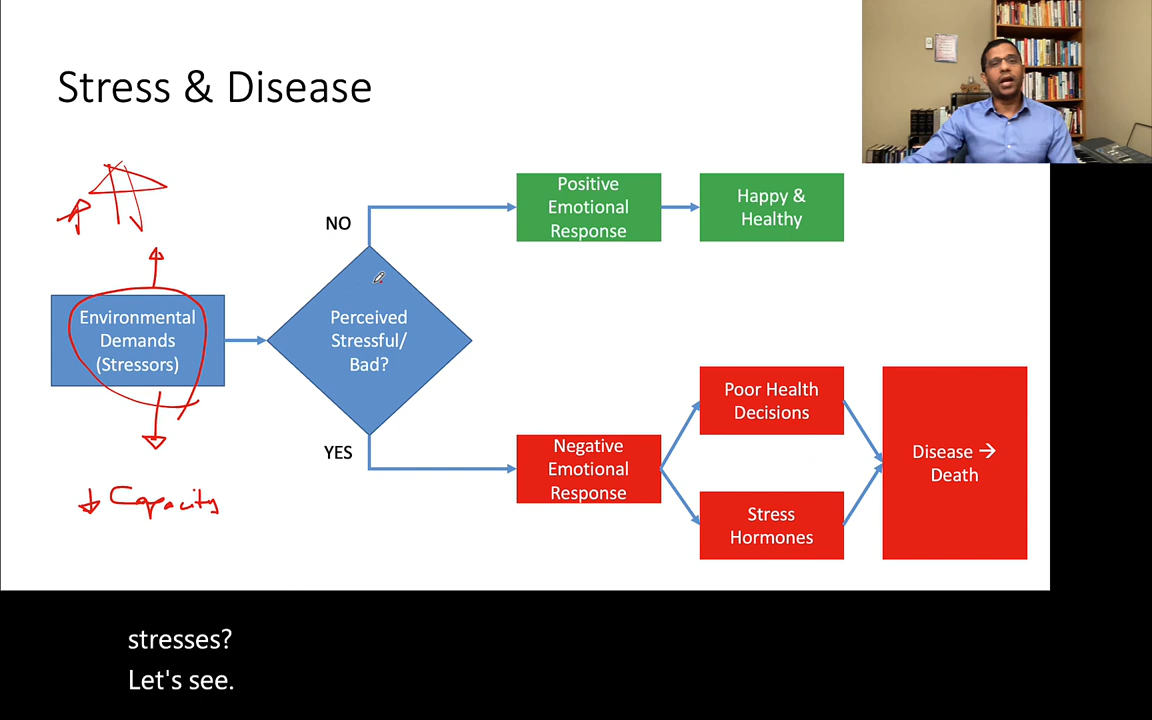 Stress & Disease
Positive
Emotional
Response
Happy &
Healthy
NO
Environmental
Demands
(Stressors)
Perceived
Stressful/
Bad?
YES
Negative
Emotional
Response
Poor Health
Decisions
Stress
Hormones
Disease →
Death
↓ Capacity
stresses?
Let's see.